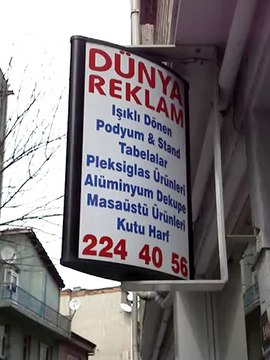 DÜNYA
REKLAM
Işıklı Dönen
Podyum & Stand
Tabelalar
Pleksiglas Ürünleri
Alüminyum Dekupe
Masaüstü Ürünleri
Kutu Harf
224 40 56